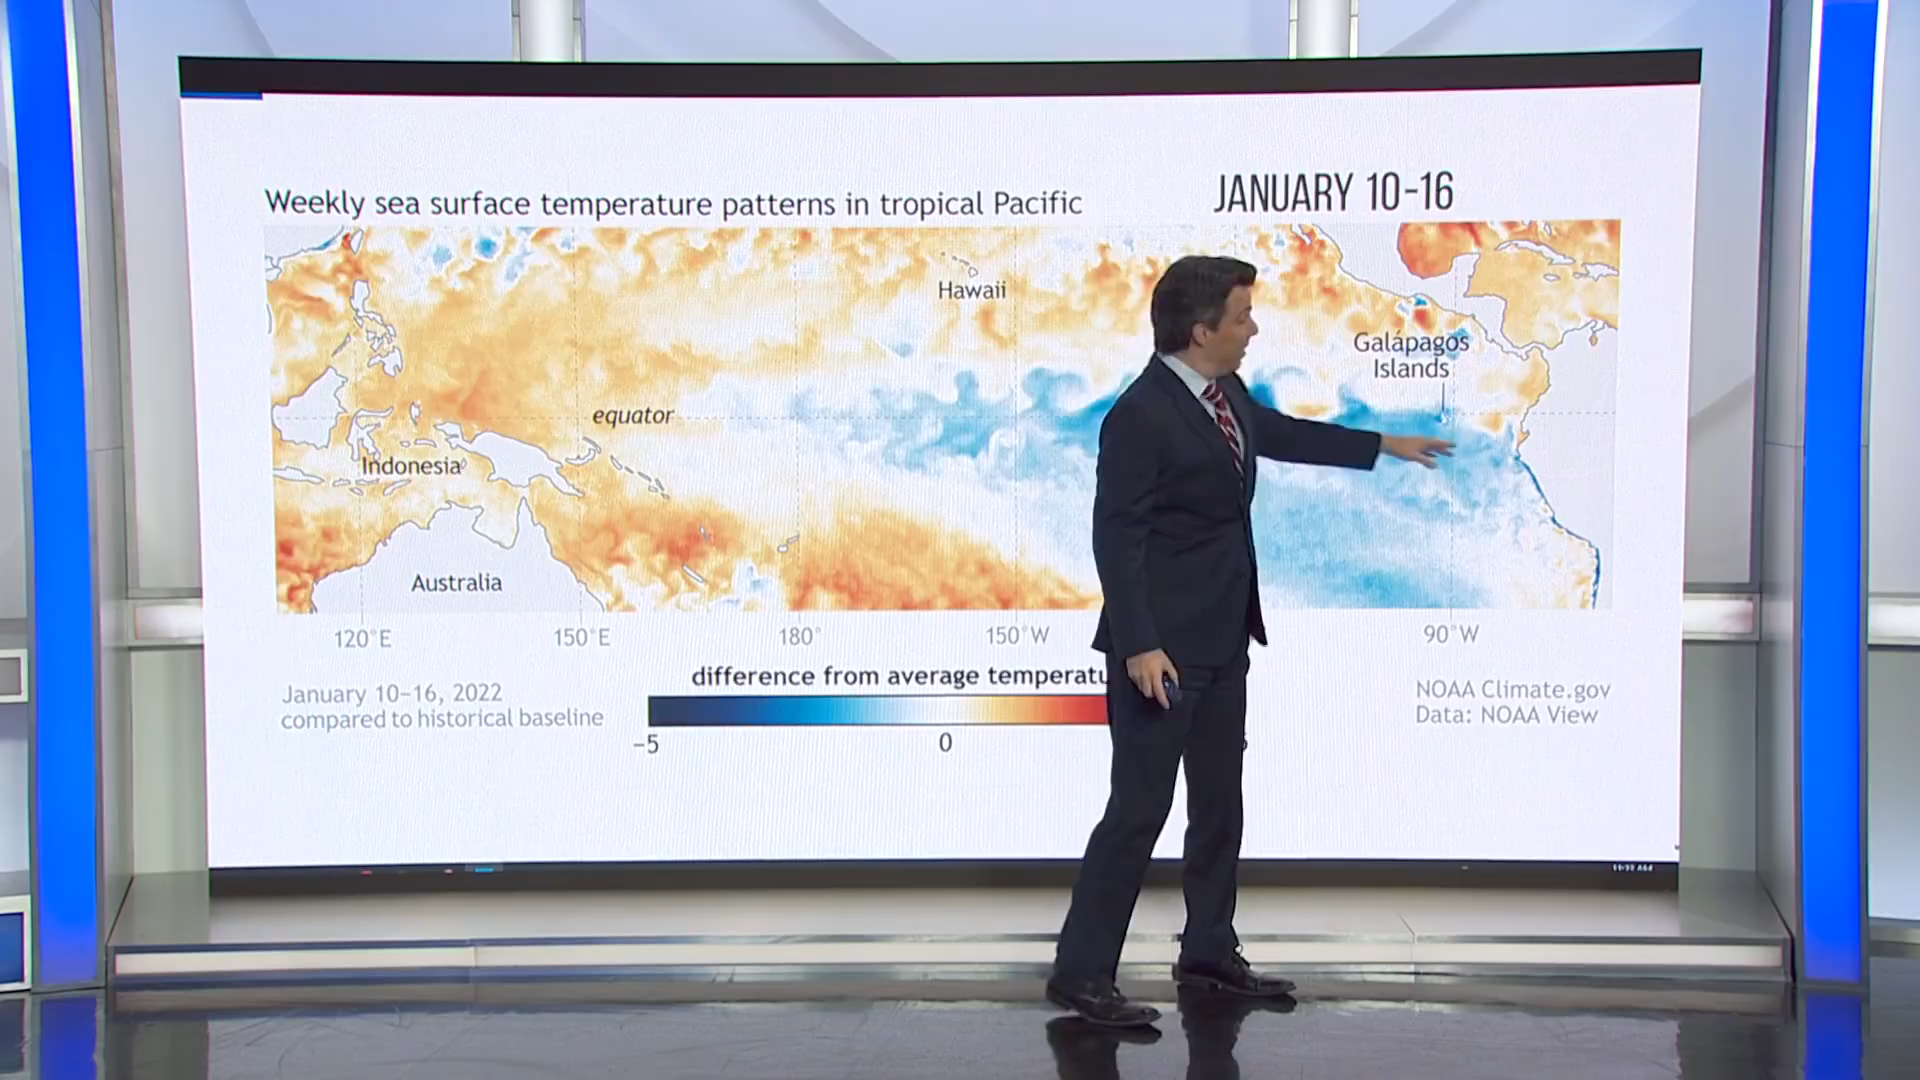 Weekly sea surface temperature patterns in tropical Pacific
JANUARY 10-16
Hawaii
Galápagos
Islands
equator
Indonesia
Australia
120°E
150°E
180°
150°W
90°W
difference from average temperatu
January 10–16, 2022
compared to historical baseline
–5
0
NOAA Climate.gov
Data: NOAA View